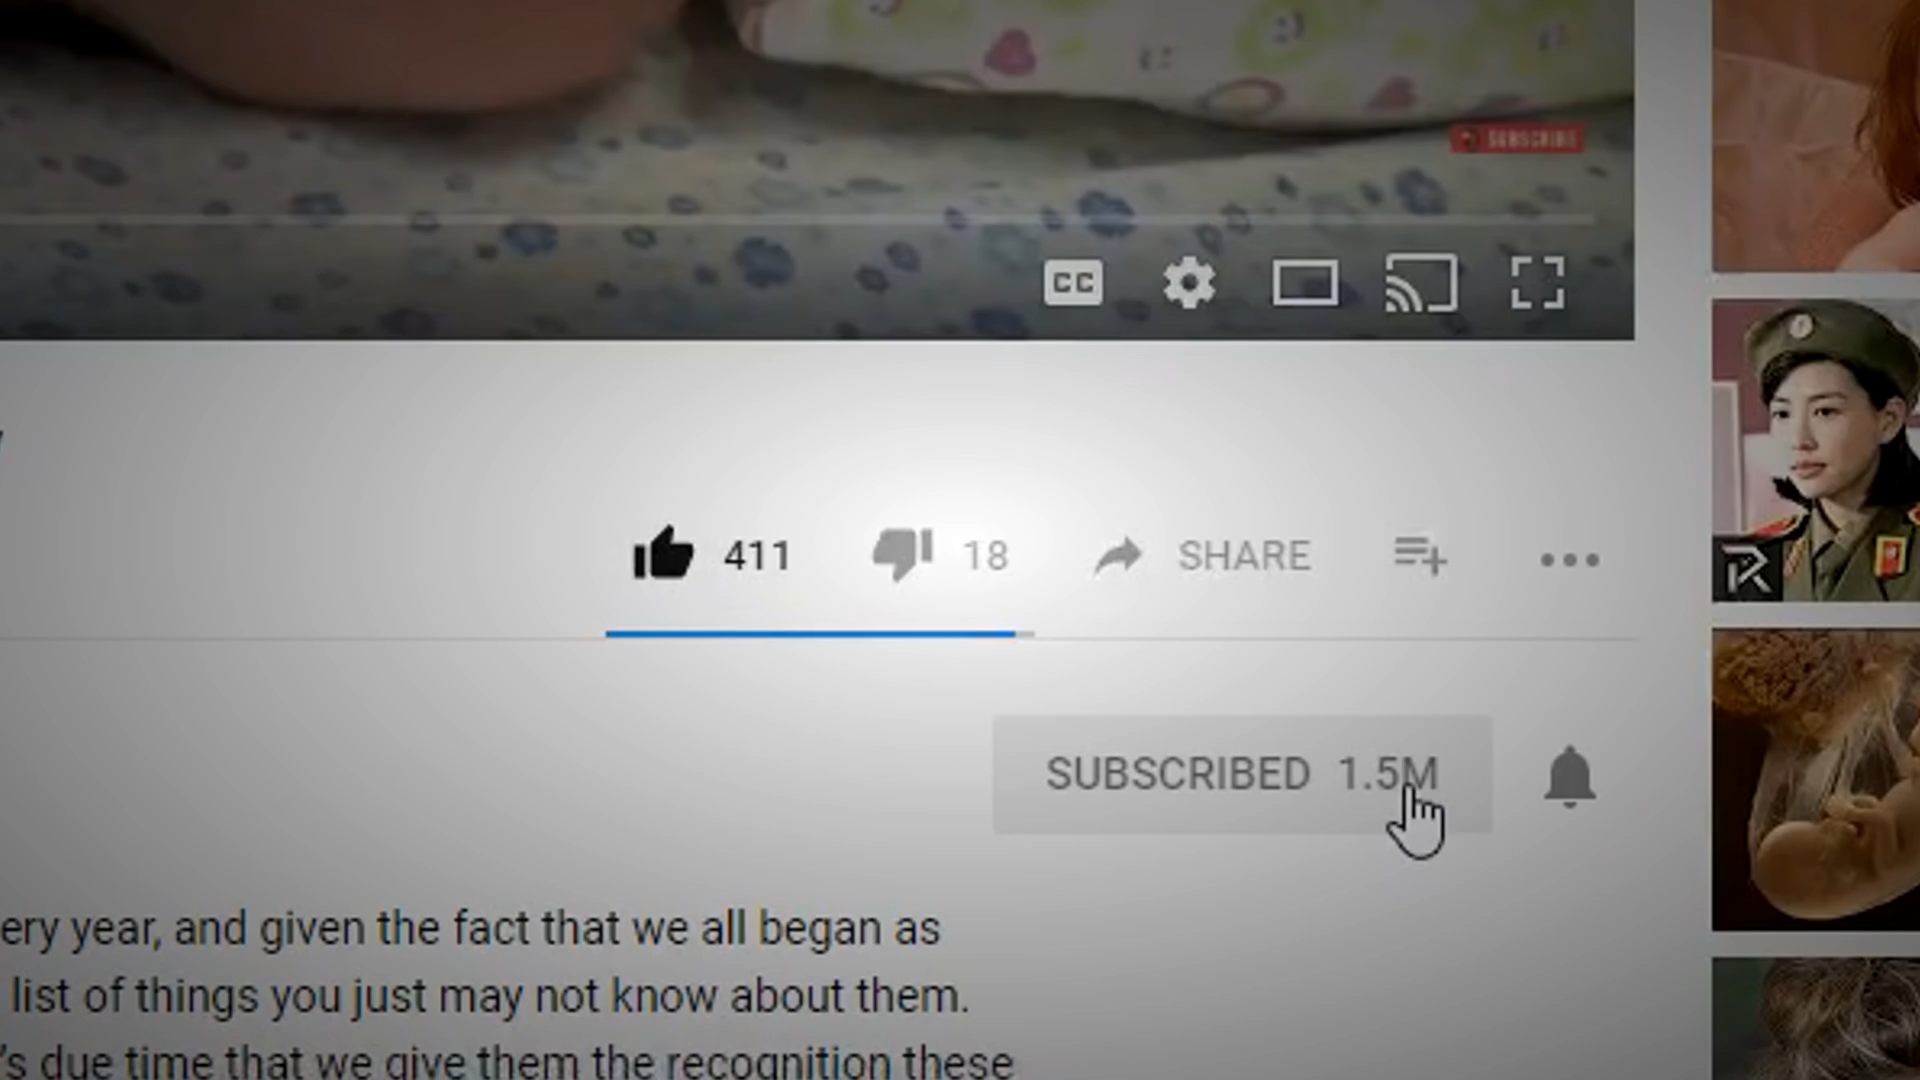 SUBSCRIBE
CC
411 18 SHARE
SUBSCRIBED 1.5M
ery year, and given the fact that we all began as
list of things you just may not know about them.
's due time that we give them the recognition these